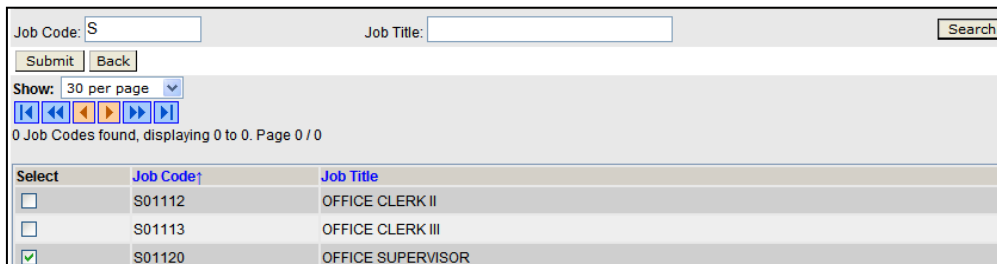 Job Code: S Job Title: Search
Submit Back
Show: 30 per page
0 Job Codes found, displaying 0 to 0. Page 0 / 0
Select Job Code↑ Job Title
S01112 OFFICE CLERK II
S01113 OFFICE CLERK III
S01120 OFFICE SUPERVISOR